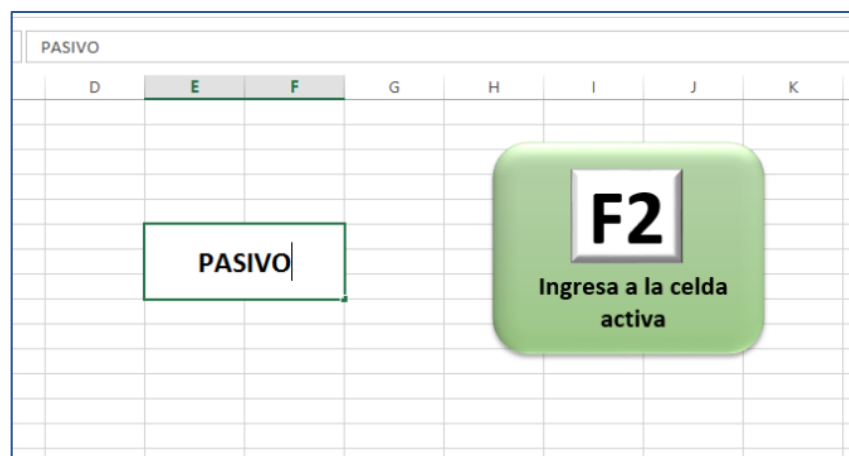 PASIVO
D E F G H I J K
PASIVO
F2
Ingresa a la celda
activa